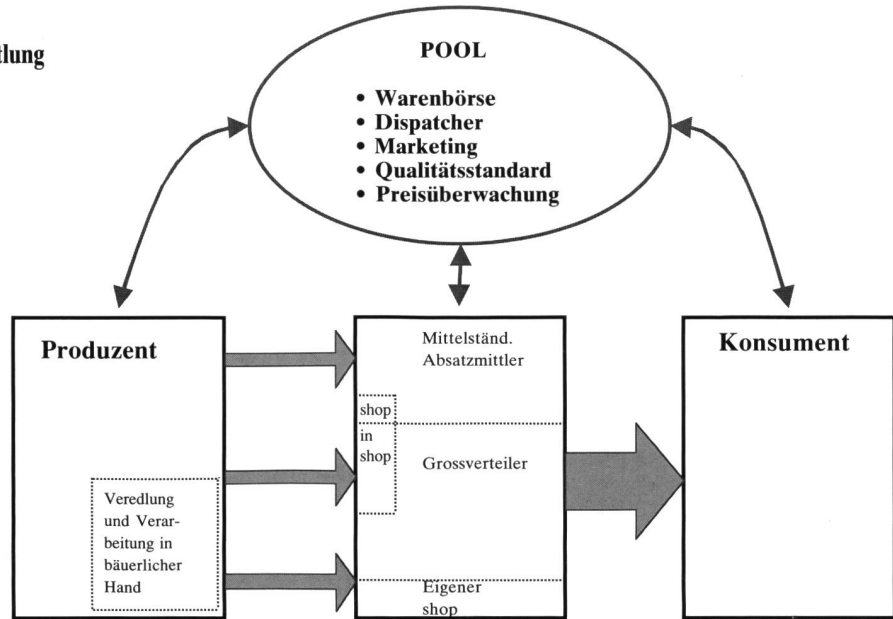 POOL
• Warenbörse
• Dispatcher
• Marketing
• Qualitätsstandard
• Preisüberwachung
Produzent
Veredlung
und Verar-
beitung in
bäuerlicher
Hand
Mittelständ.
Absatzmittler
shop
in
shop
Grossverteiler
Eigener
shop
Konsument